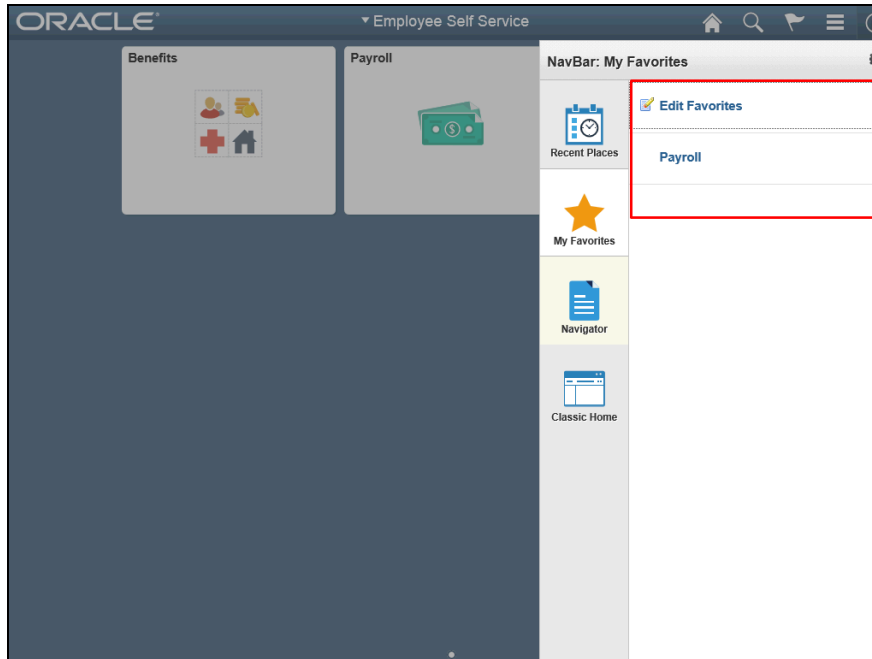 ORACLE
Employee Self Service
Benefits
Payroll
NavBar: My Favorites
Recent Places
My Favorites
Navigator
Classic Home
Edit Favorites
Payroll